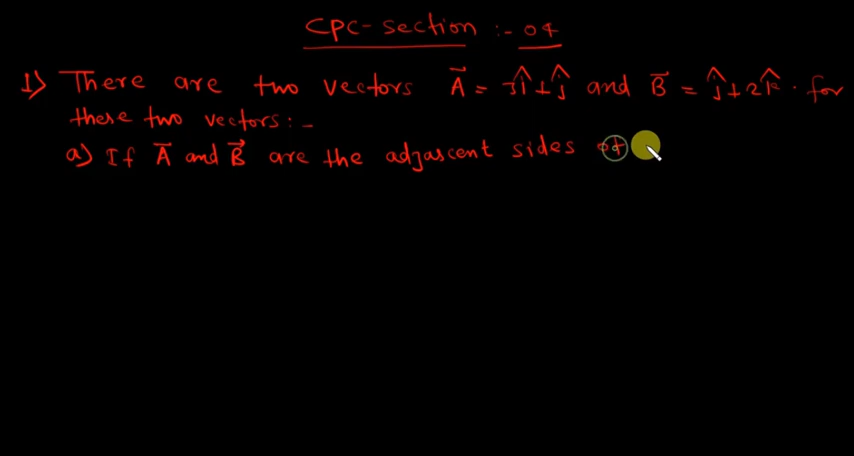 CPC-section :- 04
1) There are two vectors A⃗ = 3î+ĵ and B⃗ = ĵ+2k̂. for
these two vectors:-
a) If A⃗ and B⃗ are the adjascent sides of